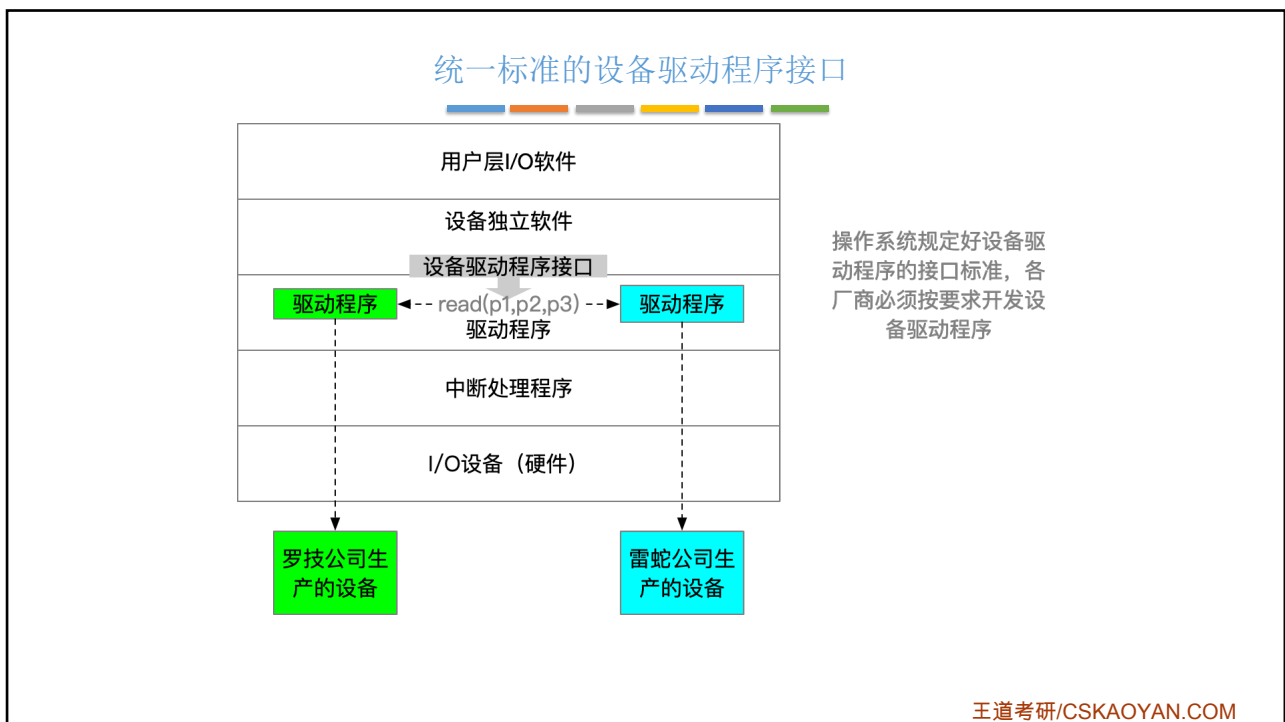 统一标准的设备驱动程序接口
用户层I/O软件
设备独立软件
设备驱动程序接口
驱动程序
read(p1,p2,p3)
驱动程序
驱动程序
中断处理程序
I/O设备（硬件）
罗技公司生
产的设备
雷蛇公司生
产的设备
操作系统规定好设备驱
动程序的接口标准，各
厂商必须按要求开发设
备驱动程序
王道考研/CSKAOYAN.COM